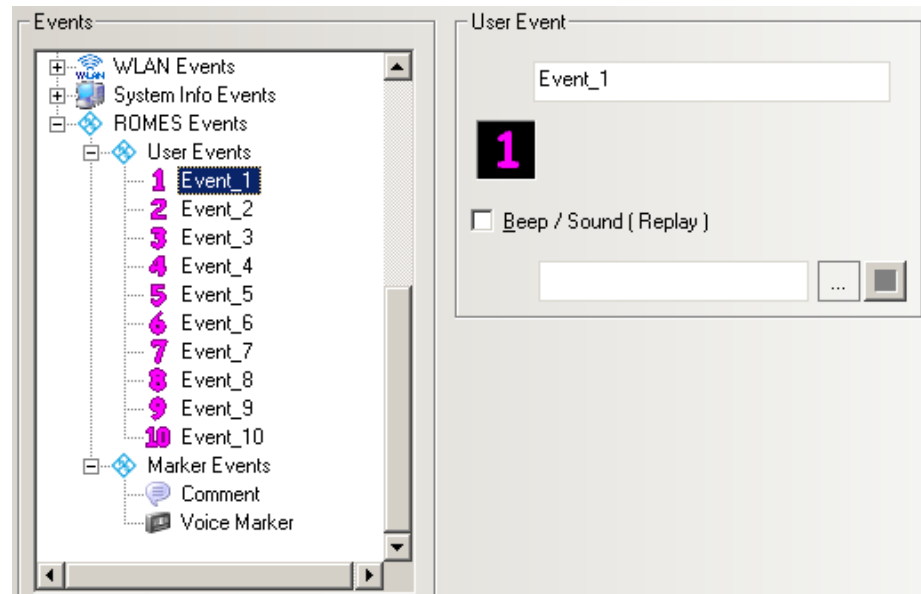 Events
WLAN
WLAN Events
System Info Events
ROMES Events
User Events
1 Event_1
2 Event_2
3 Event_3
4 Event_4
5 Event_5
6 Event_6
7 Event_7
8 Event_8
9 Event_9
10 Event_10
Marker Events
Comment
Voice Marker
User Event
Event_1
1
Beep / Sound ( Replay )
...